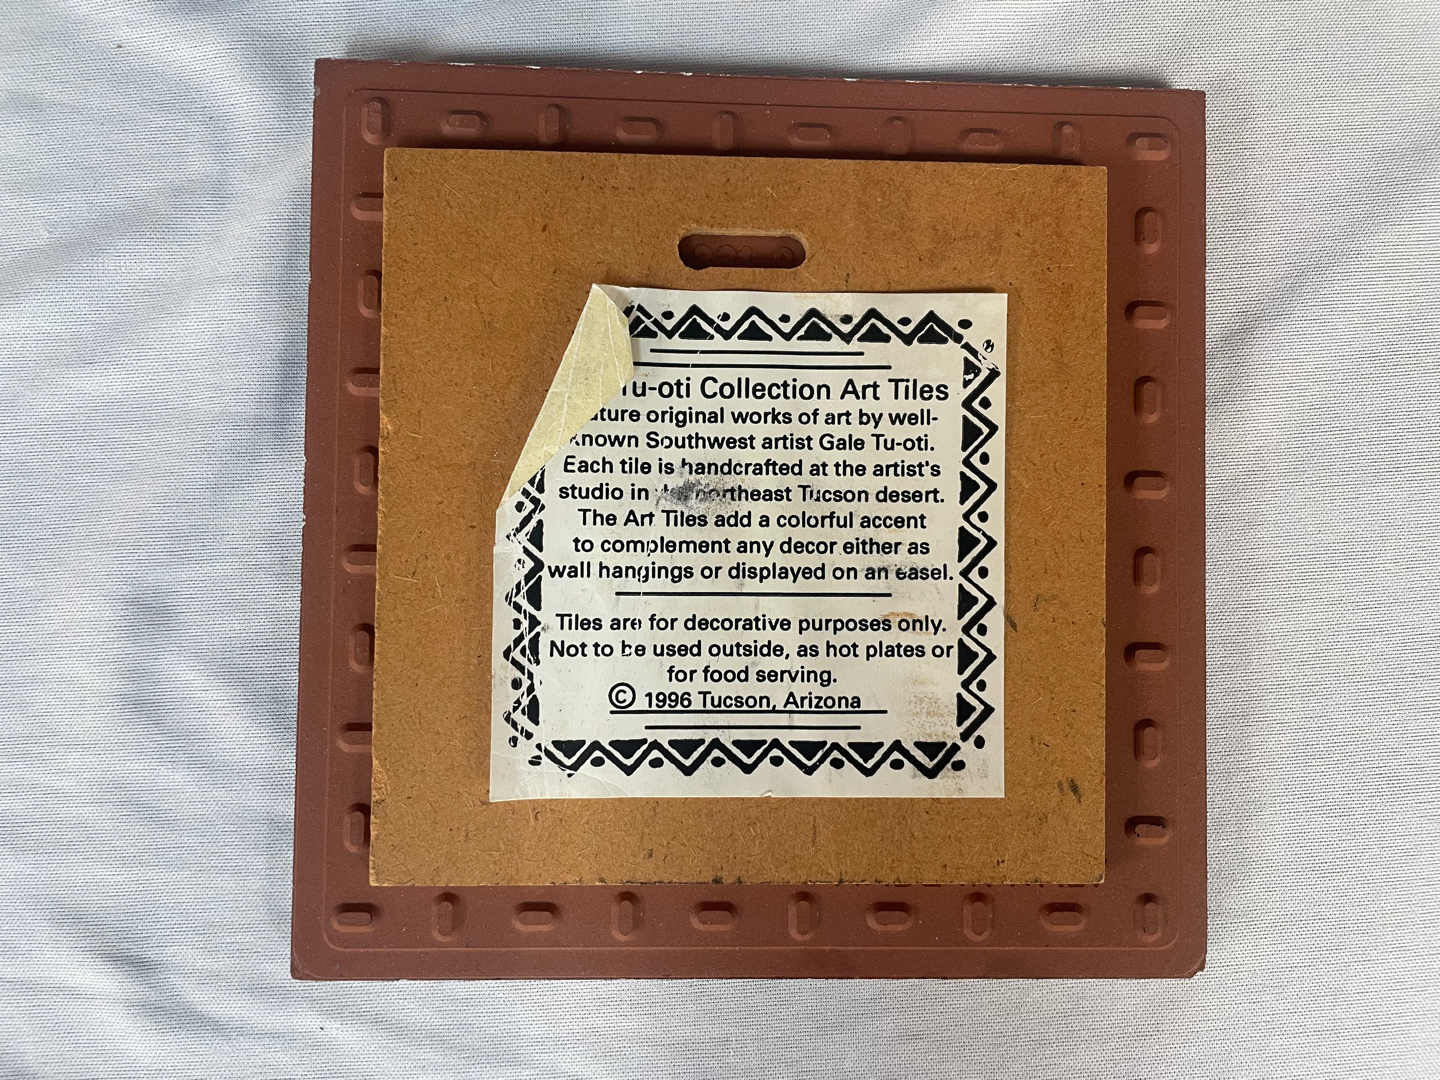 Tu-oti Collection Art Tiles
ature original works of art by well-
known Southwest artist Gale Tu-oti.
Each tile is handcrafted at the artist's
studio in the northeast Tucson desert.
The Art Tiles add a colorful accent
to complement any decor either as
wall hangings or displayed on an easel.
Tiles are for decorative purposes only.
Not to be used outside, as hot plates or
for food serving.
© 1996 Tucson, Arizona